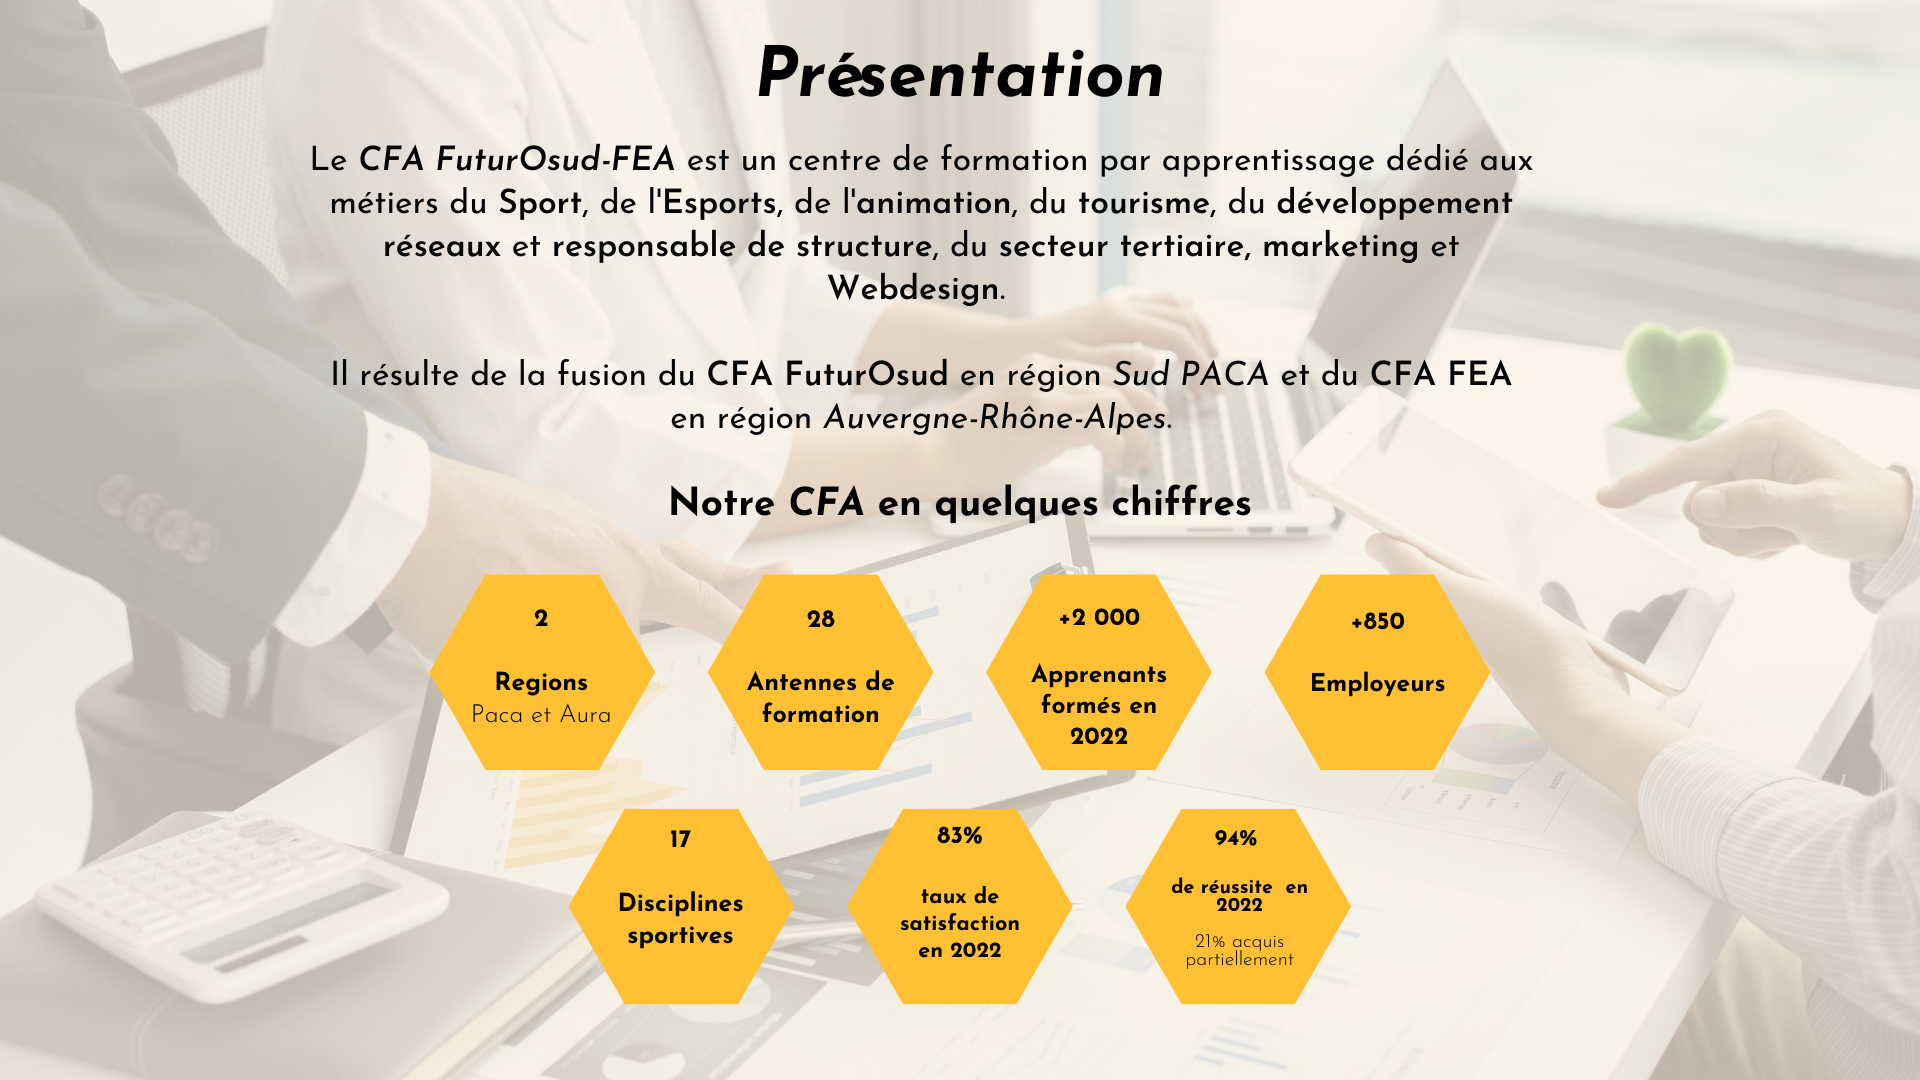 Présentation
Le CFA FuturOsud-FEA est un centre de formation par apprentissage dédié aux
métiers du Sport, de l'Esports, de l'animation, du tourisme, du développement
réseaux et responsable de structure, du secteur tertiaire, marketing et
Webdesign.
Il résulte de la fusion du CFA FuturOsud en région Sud PACA et du CFA FEA
en région Auvergne-Rhône-Alpes.
Notre CFA en quelques chiffres
2
Regions
Paca et Aura
28
Antennes de
formation
+2 000
Apprenants
formés en
2022
+850
Employeurs
17
Disciplines
sportives
83%
taux de
satisfaction
en 2022
94%
de réussite en
2022
21% acquis
partiellement